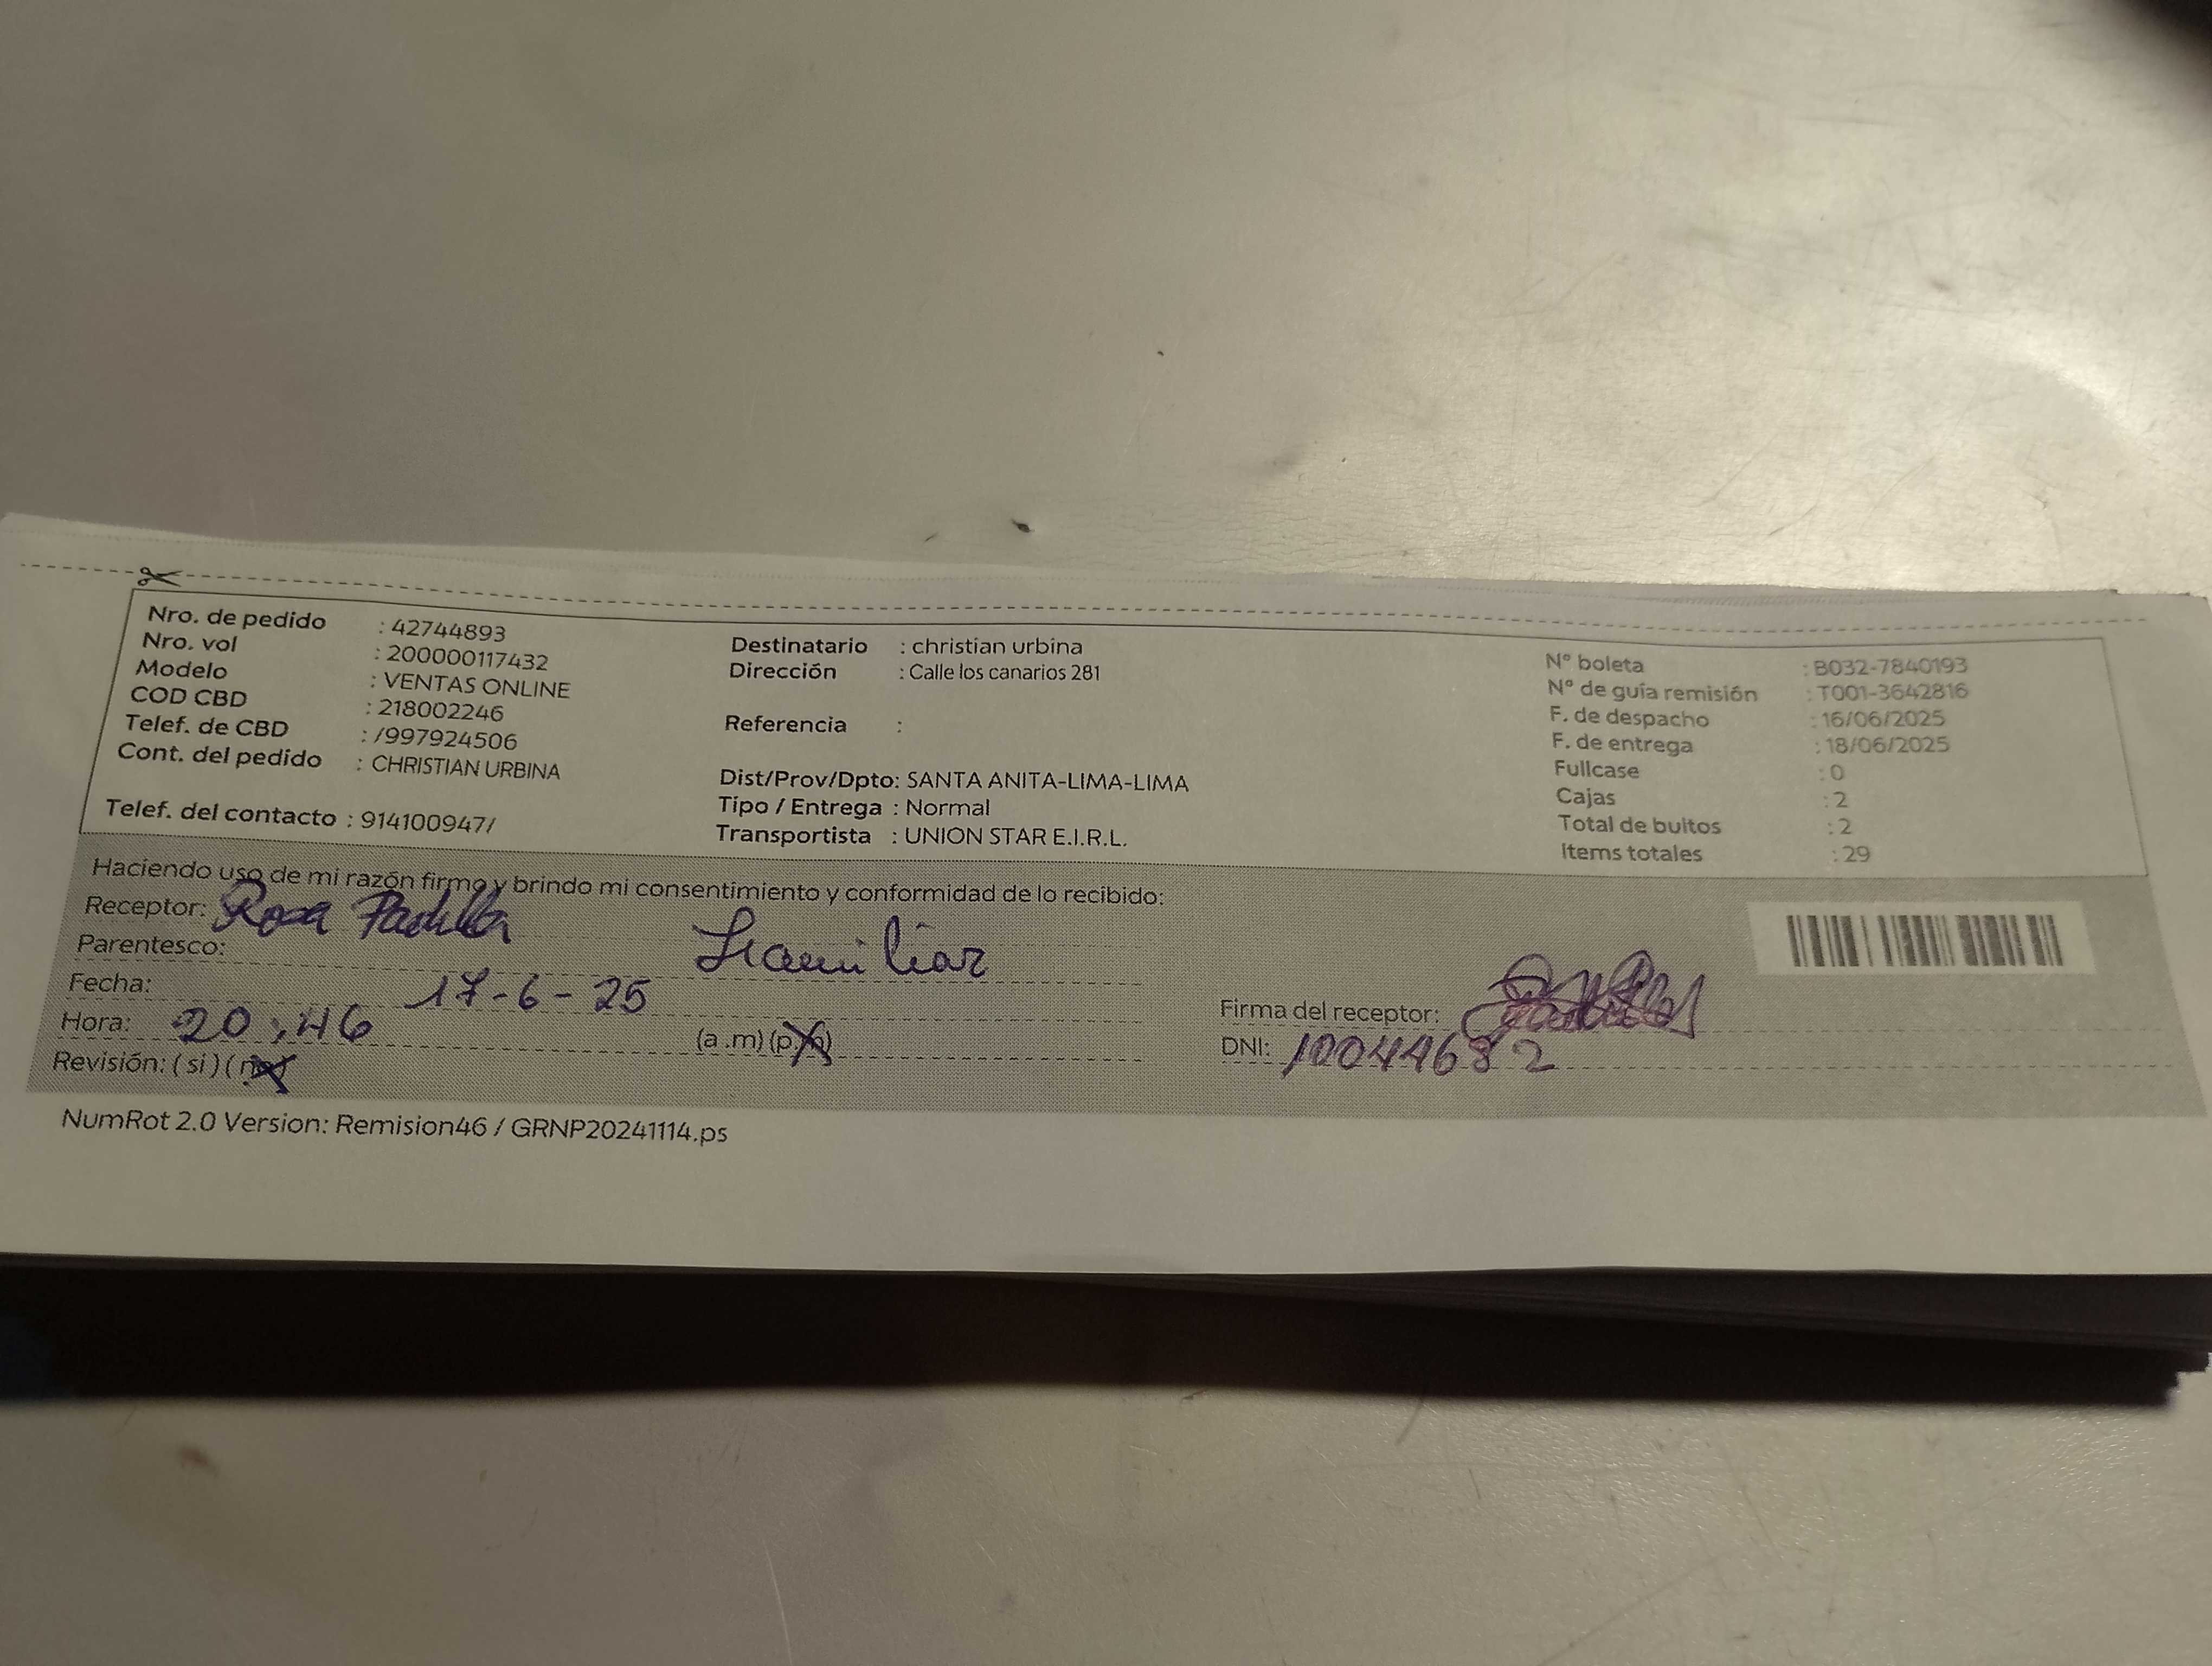 Nro. de pedido : 42744893
Nro. vol : 200000117432
Modelo : VENTAS ONLINE
COD CBD : 218002246
Telef. de CBD : /997924506
Cont. del pedido : CHRISTIAN URBINA
Telef. del contacto : 914100947/
Destinatario : christian urbina
Dirección : Calle los canarios 281
Referencia :
Dist/Prov/Dpto: SANTA ANITA-LIMA-LIMA
Tipo / Entrega : Normal
Transportista : UNION STAR E.I.R.L.
N° boleta : B032-7840193
N° de guía remisión : T001-3642816
F. de despacho : 16/06/2025
F. de entrega : 18/06/2025
Fullcase : 0
Cajas : 2
Total de bultos : 2
Items totales : 29
Haciendo uso de mi razón firmo y brindo mi consentimiento y conformidad de lo recibido:
Receptor: Rosa Padilla
Parentesco: Familiar
Fecha: 17-6-25
Hora: 20:46 (a.m) (p.m)
Revisión: ( si ) ( no )
Firma del receptor:
DNI: 10044682
NumRot 2.0 Version: Remision46 / GRNP20241114.ps